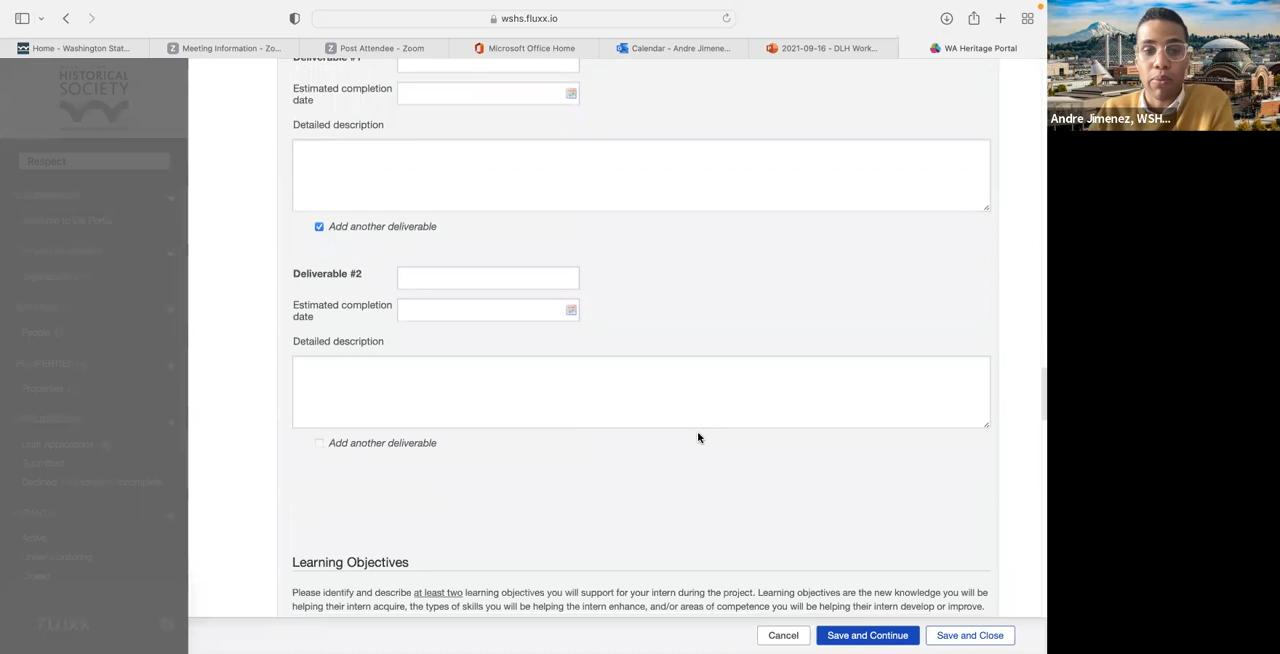 wshs.fluxx.io
Home - Washington Stat...
Meeting Information - Zo...
Post Attendee - Zoom
Microsoft Office Home
Calendar - Andre Jimene...
2021-09-16 - DLH Work...
WA Heritage Portal
Andre Jimenez, WSH...
HISTORICAL
SOCIETY
Respect
People
Properties
Active
Deliverable #1
Estimated completion
date
Detailed description
Add another deliverable
Deliverable #2
Estimated completion
date
Detailed description
Add another deliverable
Learning Objectives
Please identify and describe at least two learning objectives you will support for your intern during the project. Learning objectives are the new knowledge you will be
helping their intern acquire, the types of skills you will be helping the intern enhance, and/or areas of competence you will be helping their intern develop or improve.
Cancel
Save and Continue
Save and Close